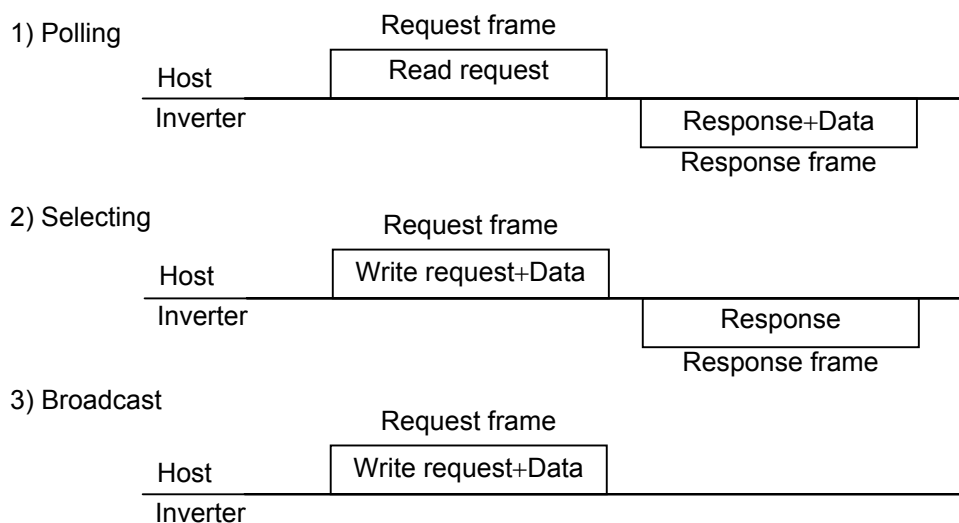 1) Polling
Request frame
Host
Read request
Inverter
Response+Data
Response frame
2) Selecting
Request frame
Host
Write request+Data
Inverter
Response
Response frame
3) Broadcast
Request frame
Host
Write request+Data
Inverter